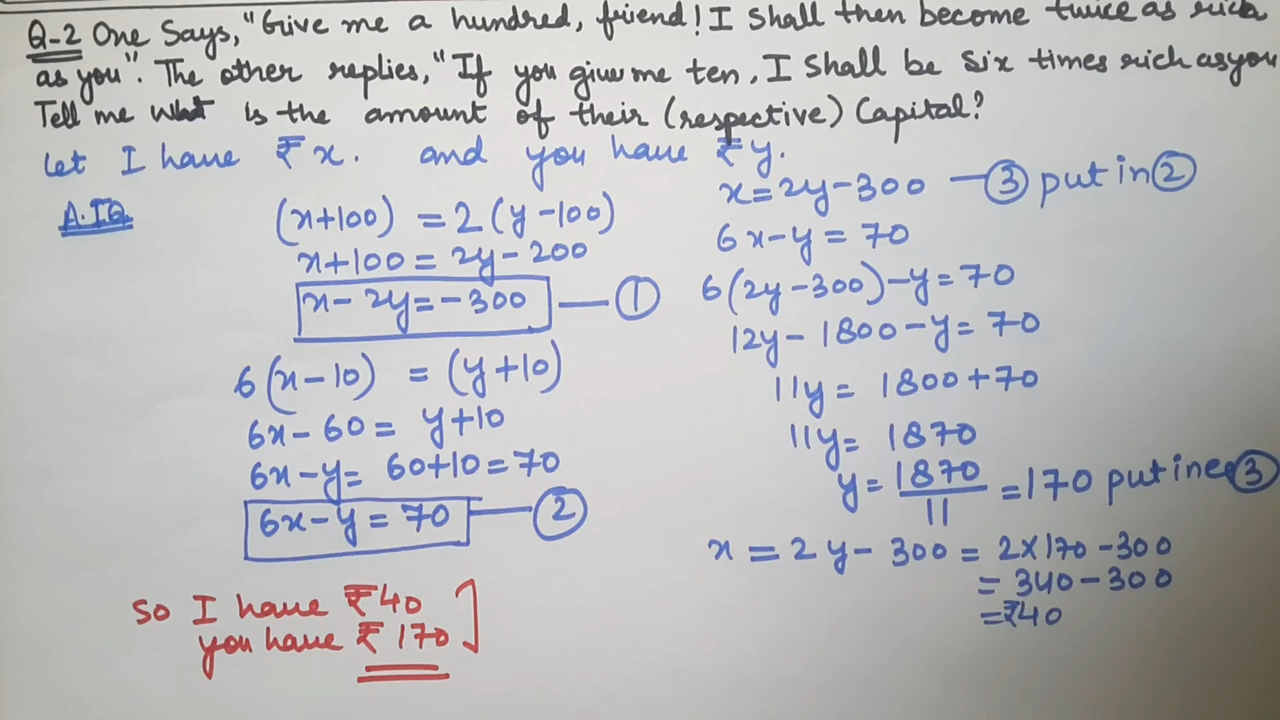 Q-2 One Says, "Give me a hundred, friend! I shall then become twice as rich
as you". The other replies, "If you give me ten, I shall be six times rich as you
Tell me what is the amount of their (respective) Capital?
Let I have ₹ x. and you have ₹ y.
A.T.Q.
(x+100) = 2(y-100)
x+100 = 2y-200
x-2y=-300 — ①
6(x-10) = (y+10)
6x-60= y+10
6x-y= 60+10=70
6x-y=70 — ②
So I have ₹40
you have ₹ 170
x=2y-300 — ③ put in ②
6x-y=70
6(2y-300)-y=70
12y-1800-y=70
11y= 1800+70
11y= 1870
y= 1870/11 =170 put in eq ③
x = 2y-300 = 2×170-300
= 340-300
=₹40